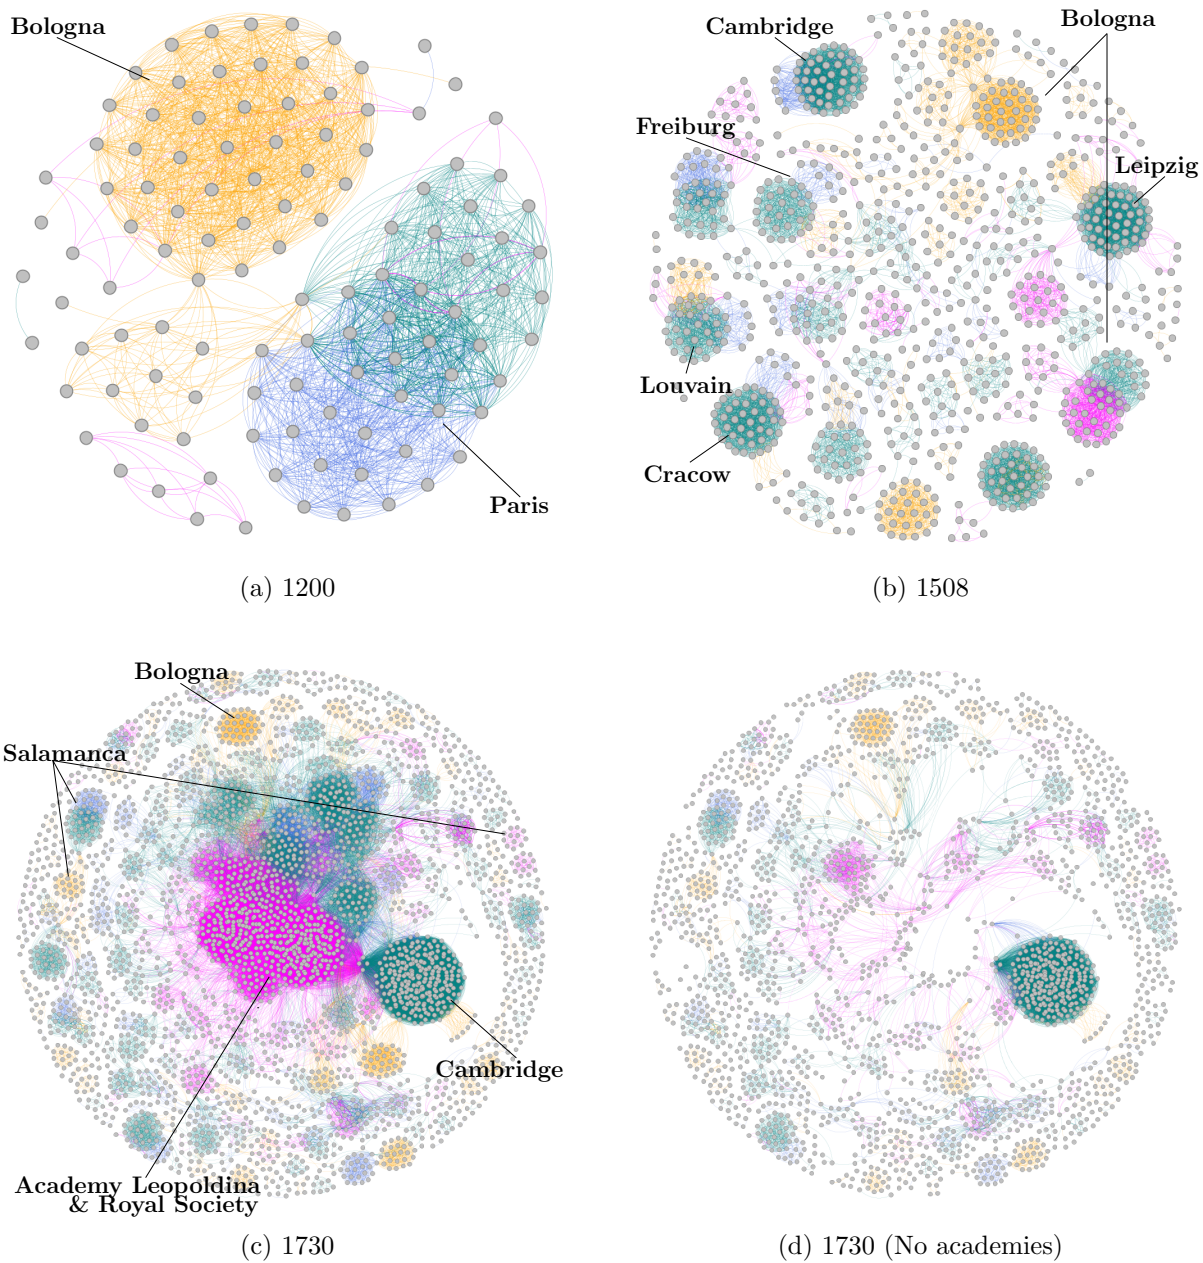 Bologna
Paris
(a) 1200
Cambridge
Bologna
Freiburg
Leipzig
Louvain
Cracow
(b) 1508
Bologna
Salamanca
Cambridge
Academy Leopoldina
& Royal Society
(c) 1730
(d) 1730 (No academies)